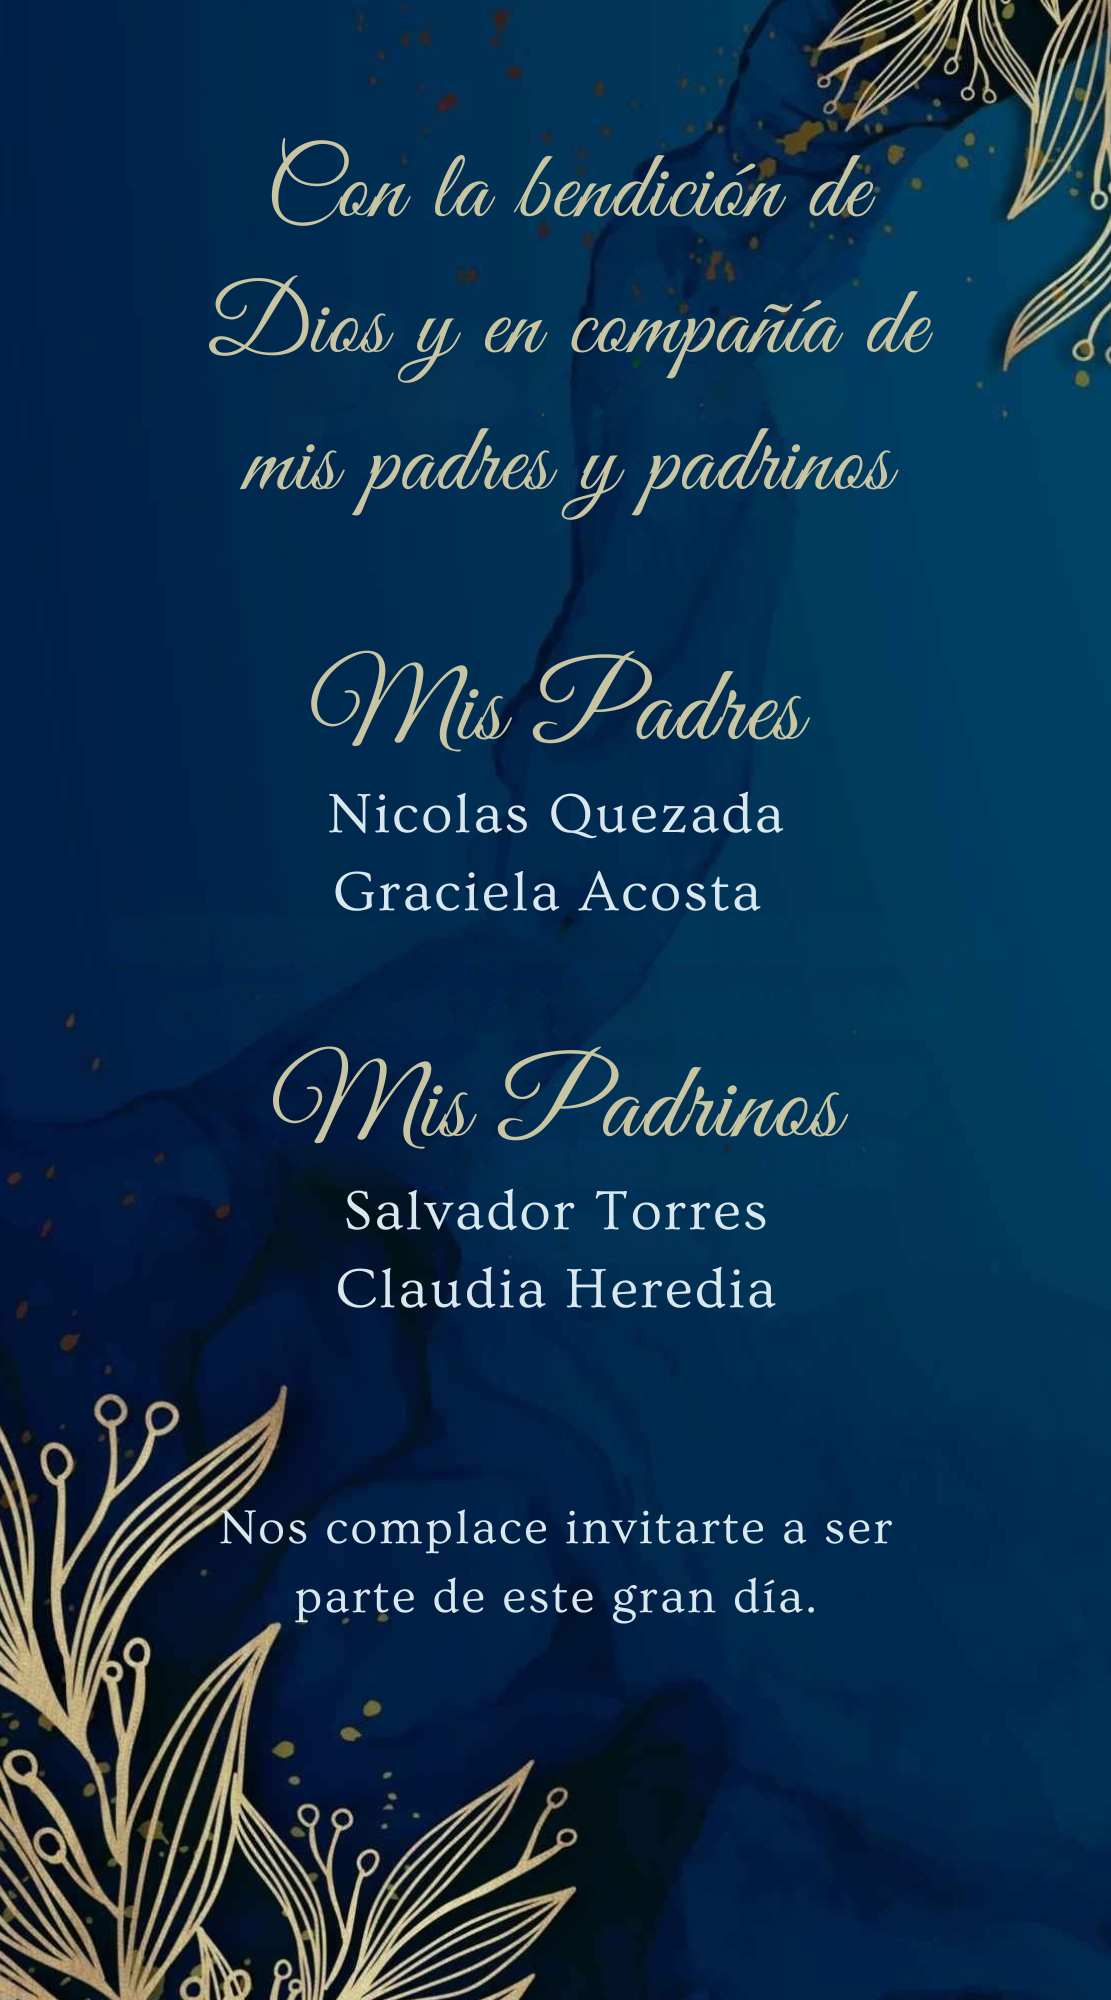 Con la bendición de
Dios y en compañía de
mis padres y padrinos
Mis Padres
Nicolas Quezada
Graciela Acosta
Mis Padrinos
Salvador Torres
Claudia Heredia
Nos complace invitarte a ser
parte de este gran día.